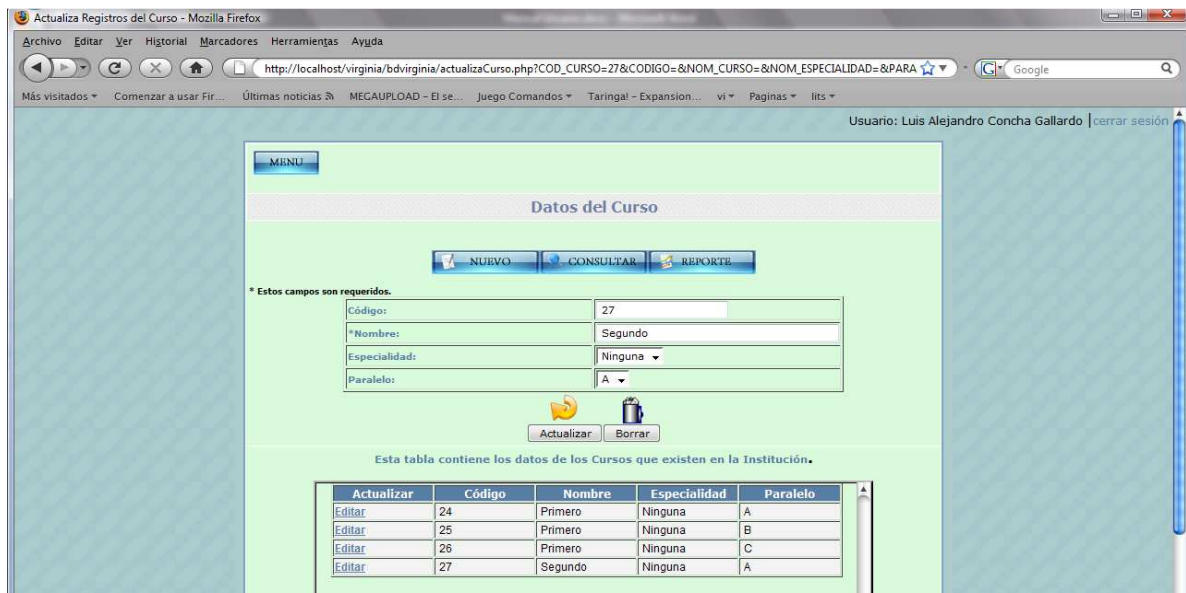 Actualiza Registros del Curso - Mozilla Firefox
Archivo Editar Ver Historial Marcadores Herramientas Ayuda
http://localhost/virginia/bdvirginia/actualizaCurso.php?COD_CURSO=27&CODIGO=&NOM_CURSO=&NOM_ESPECIALIDAD=&PARA
Google
Más visitados Comenzar a usar Fir... Últimas noticias MEGAUPLOAD - El se... Juego Comandos Taringa! - Expansion... vi Paginas lits
Usuario: Luis Alejandro Concha Gallardo |cerrar sesión
MENU
Datos del Curso
NUEVO CONSULTAR REPORTE
* Estos campos son requeridos.
Código: 27
*Nombre: Segundo
Especialidad: Ninguna
Paralelo: A
Actualizar Borrar
Esta tabla contiene los datos de los Cursos que existen en la Institución.
Actualizar Código Nombre Especialidad Paralelo
Editar 24 Primero Ninguna A
Editar 25 Primero Ninguna B
Editar 26 Primero Ninguna C
Editar 27 Segundo Ninguna A